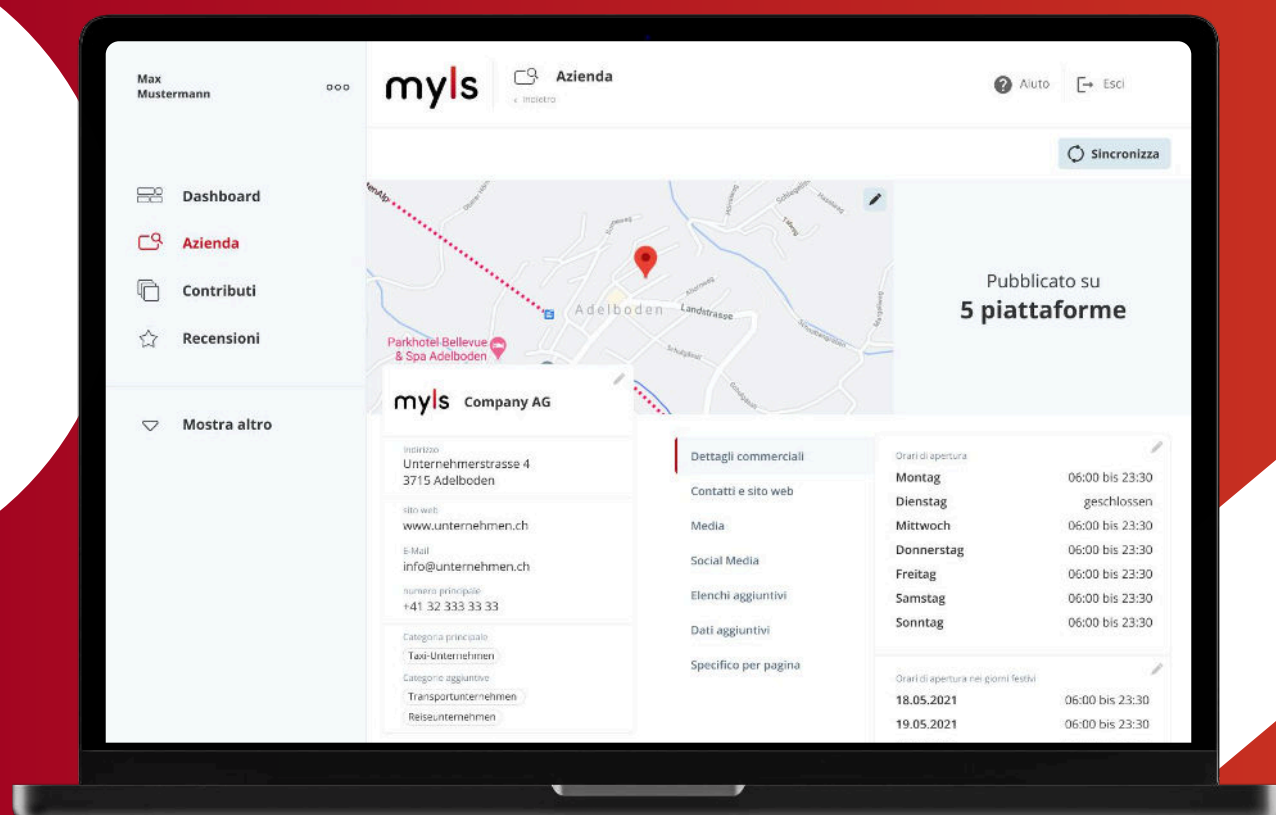 Max
Mustermann
ooo
Dashboard
Azienda
Contributi
Recensioni
Mostra altro
myls
Azienda
‹ Indietro
Aiuto
Esci
Sincronizza
Adelboden
Landstrasse
Parkhotel Bellevue
& Spa Adelboden
Pubblicato su
5 piattaforme
myls Company AG
Indirizzo
Unternehmerstrasse 4
3715 Adelboden
sito web
www.unternehmen.ch
E-Mail
info@unternehmen.ch
numero principale
+41 32 333 33 33
Categoria principale
Taxi-Unternehmen
Categorie aggiuntive
Transportunternehmen
Reiseunternehmen
Dettagli commerciali
Contatti e sito web
Media
Social Media
Elenchi aggiuntivi
Dati aggiuntivi
Specifico per pagina
Orari di apertura
Montag 06:00 bis 23:30
Dienstag geschlossen
Mittwoch 06:00 bis 23:30
Donnerstag 06:00 bis 23:30
Freitag 06:00 bis 23:30
Samstag 06:00 bis 23:30
Sonntag 06:00 bis 23:30
Orari di apertura nei giorni festivi
18.05.2021 06:00 bis 23:30
19.05.2021 06:00 bis 23:30